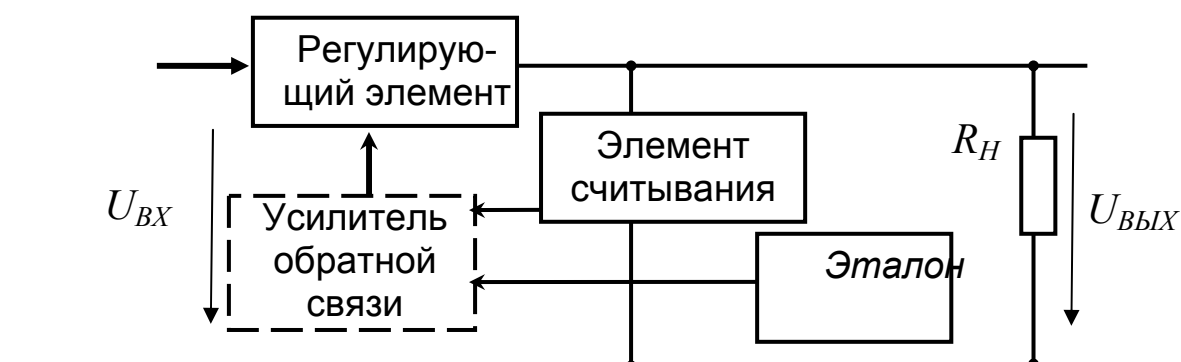 Регулирую-
щий элемент
Элемент
считывания
R_H
U_BX
U_ВЫХ
Усилитель
обратной
связи
Эталон